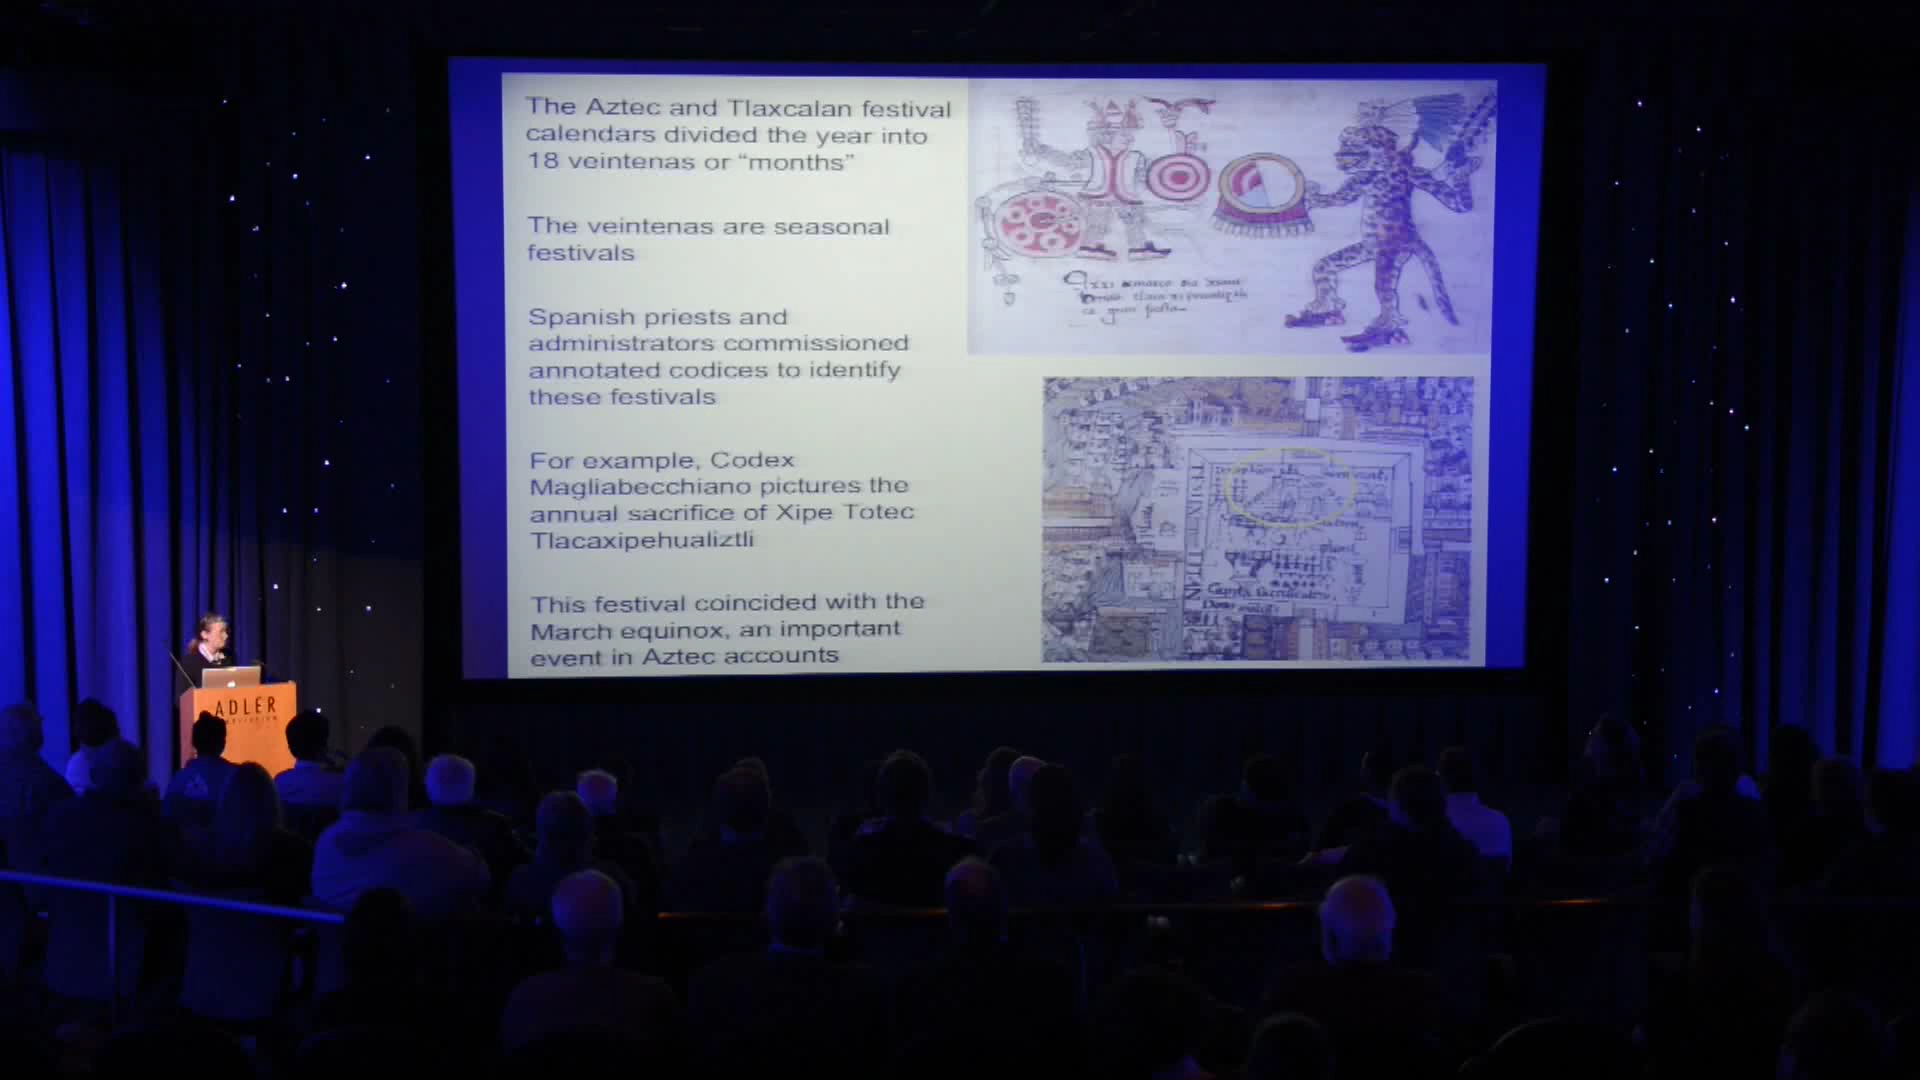 The Aztec and Tlaxcalan festival
calendars divided the year into
18 veintenas or “months”
The veintenas are seasonal
festivals
Spanish priests and
administrators commissioned
annotated codices to identify
these festivals
For example, Codex
Magliabecchiano pictures the
annual sacrifice of Xipe Totec
Tlacaxipehualiztli
This festival coincided with the
March equinox, an important
event in Aztec accounts
TITAN
ADLER